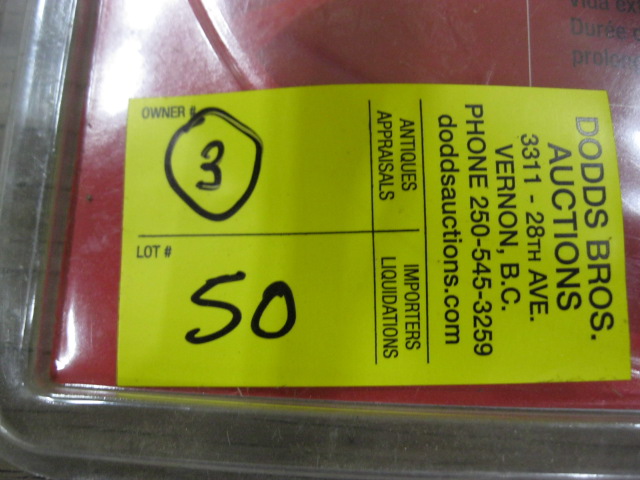 Vida
Durée
DODDS BROS.
AUCTIONS
3311 - 28TH AVE.
VERNON, B.C.
PHONE 250-545-3259
doddsauctions.com
ANTIQUES
APPRAISALS
IMPORTERS
LIQUIDATIONS
OWNER #
3
LOT #
50